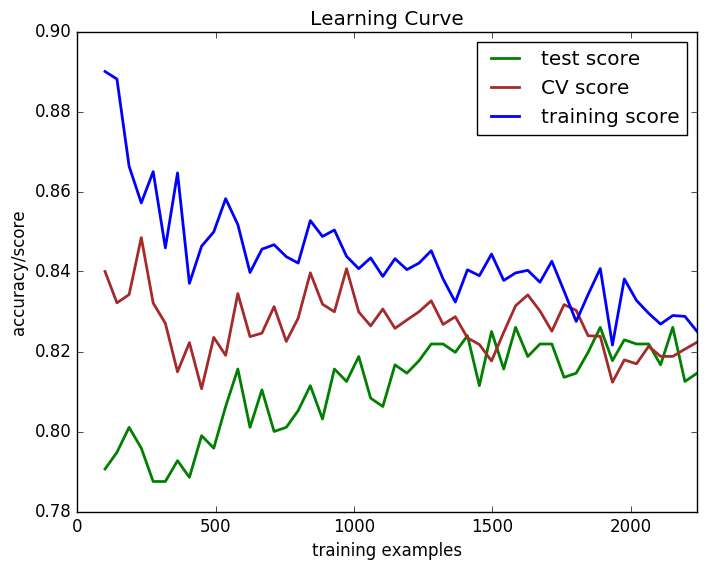 Learning Curve
test score
CV score
training score
accuracy/score
0.90
0.88
0.86
0.84
0.82
0.80
0.78
0
500
1000
1500
2000
training examples